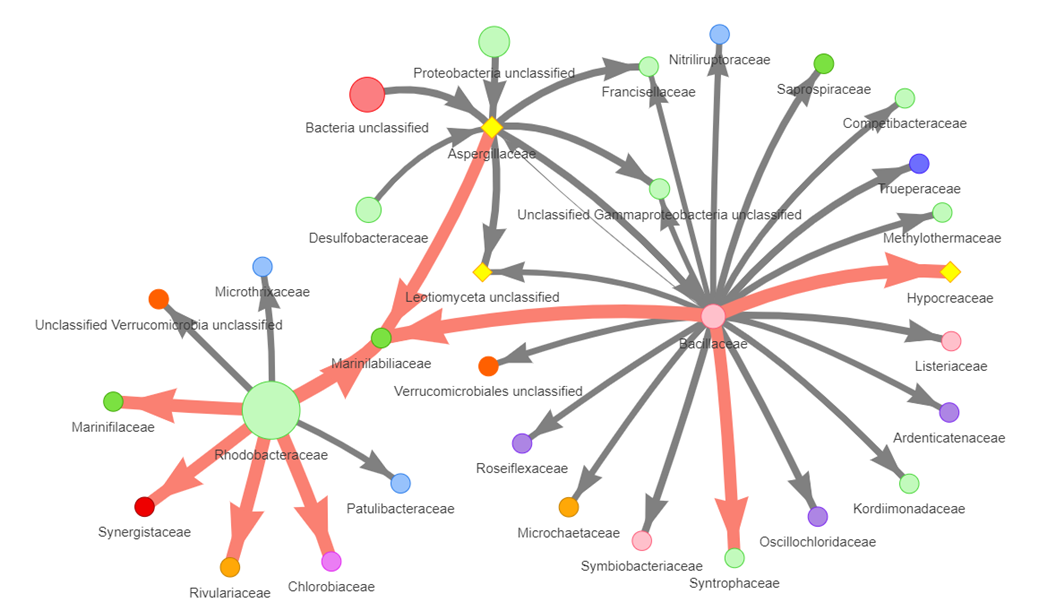 Nitriliruptoraceae
Proteobacteria unclassified
Saprospiraceae
Francisellaceae
Bacteria unclassified
Competibacteraceae
Aspergillaceae
Trueperaceae
Unclassified Gammaproteobacteria unclassified
Desulfobacteraceae
Methylothermaceae
Microthrixaceae
Leotiomyceta unclassified
Hypocreaceae
Unclassified Verrucomicrobia unclassified
Bacillaceae
Marinilabiliaceae
Listeriaceae
Verrucomicrobiales unclassified
Marinifilaceae
Ardenticatenaceae
Rhodobacteraceae
Roseiflexaceae
Patulibacteraceae
Kordiimonadaceae
Synergistaceae
Microchaetaceae
Oscillochloridaceae
Symbiobacteriaceae
Syntrophaceae
Chlorobiaceae
Rivulariaceae